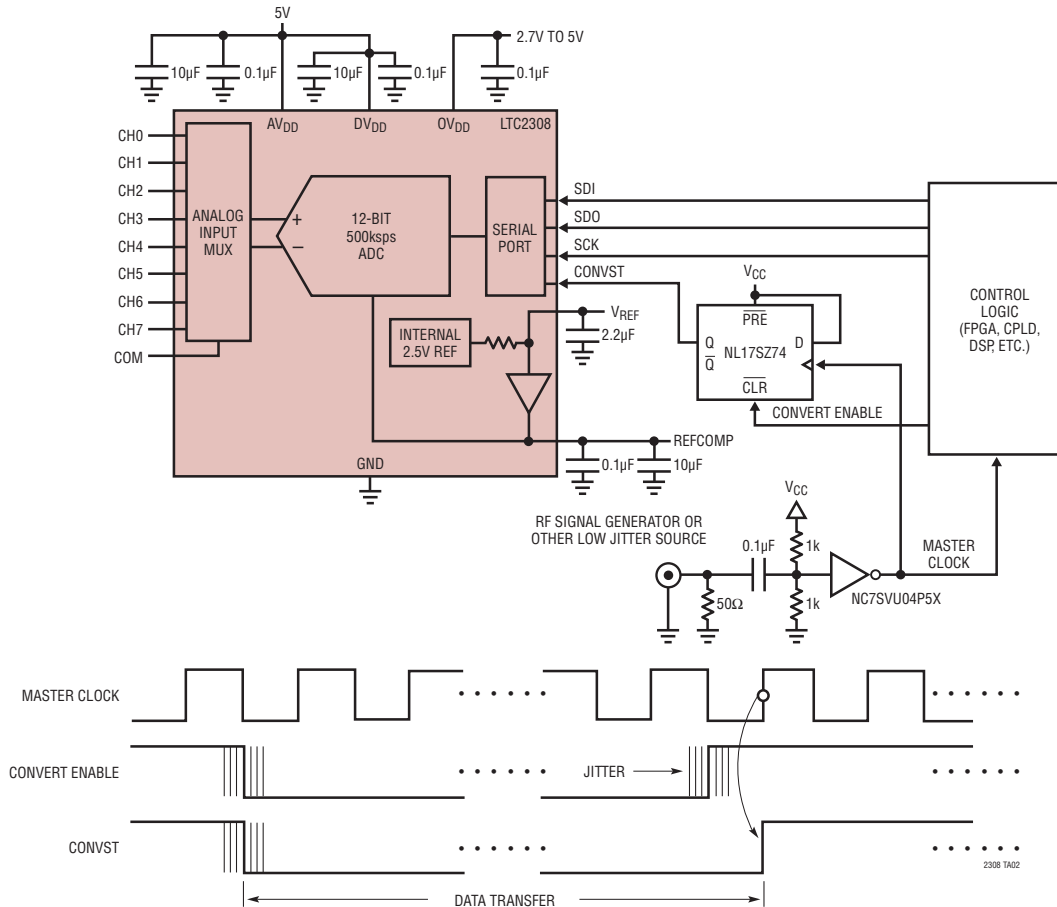 5V
2.7V TO 5V
10µF
0.1µF
10µF
0.1µF
0.1µF
AVDD
DVDD
OVDD
LTC2308
CH0
CH1
CH2
CH3
CH4
CH5
CH6
CH7
COM
ANALOG
INPUT
MUX
+
–
12-BIT
500ksps
ADC
SERIAL
PORT
SDI
SDO
SCK
CONVST
INTERNAL
2.5V REF
VREF
2.2µF
REFCOMP
0.1µF
10µF
GND
VCC
PRE
Q
D
NL17SZ74
Q
CLR
CONVERT ENABLE
CONTROL
LOGIC
(FPGA, CPLD,
DSP, ETC.)
RF SIGNAL GENERATOR OR
OTHER LOW JITTER SOURCE
VCC
0.1µF
1k
50Ω
1k
NC7SVU04P5X
MASTER
CLOCK
MASTER CLOCK
CONVERT ENABLE
JITTER
CONVST
DATA TRANSFER
2308 TA02